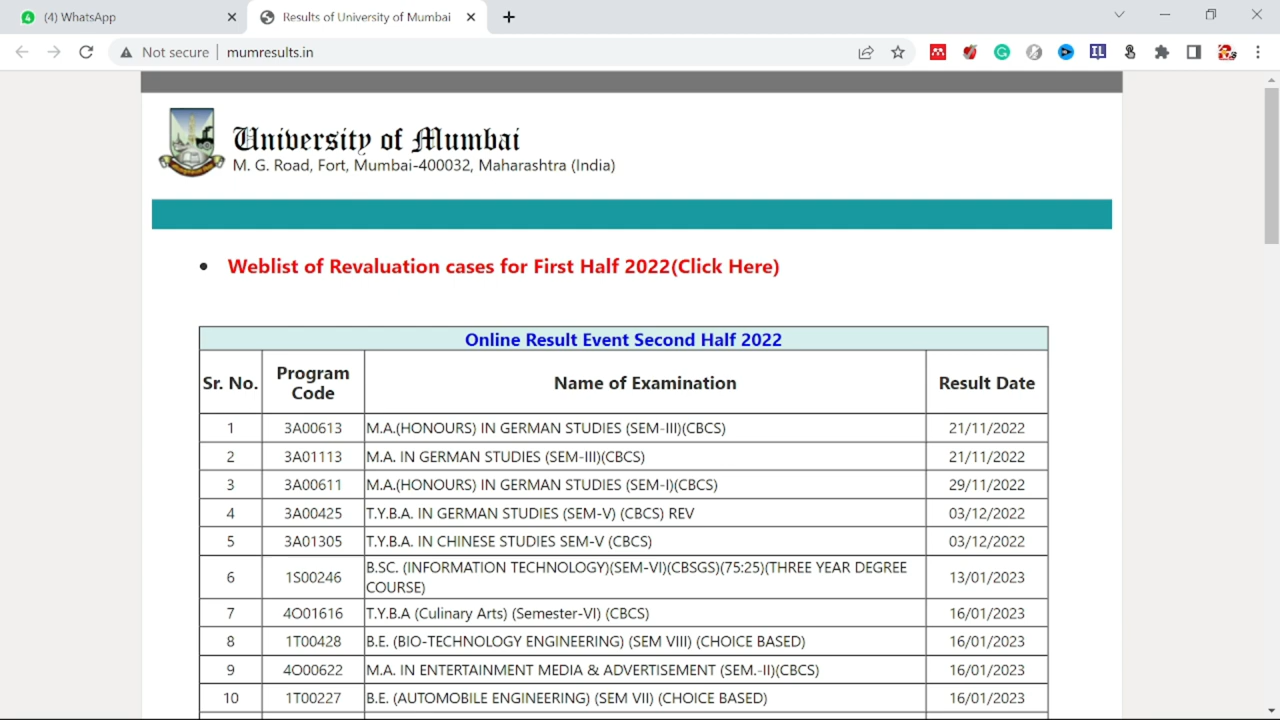 (4) WhatsApp
Results of University of Mumbai
Not secure
mumresults.in
University of Mumbai
M. G. Road, Fort, Mumbai-400032, Maharashtra (India)
Weblist of Revaluation cases for First Half 2022(Click Here)
Online Result Event Second Half 2022
Sr. No. Program Code Name of Examination Result Date
1 3A00613 M.A.(HONOURS) IN GERMAN STUDIES (SEM-III)(CBCS) 21/11/2022
2 3A01113 M.A. IN GERMAN STUDIES (SEM-III)(CBCS) 21/11/2022
3 3A00611 M.A.(HONOURS) IN GERMAN STUDIES (SEM-I)(CBCS) 29/11/2022
4 3A00425 T.Y.B.A. IN GERMAN STUDIES (SEM-V) (CBCS) REV 03/12/2022
5 3A01305 T.Y.B.A. IN CHINESE STUDIES SEM-V (CBCS) 03/12/2022
6 1S00246 B.SC. (INFORMATION TECHNOLOGY)(SEM-VI)(CBSGS)(75:25)(THREE YEAR DEGREE
COURSE) 13/01/2023
7 4O01616 T.Y.B.A (Culinary Arts) (Semester-VI) (CBCS) 16/01/2023
8 1T00428 B.E. (BIO-TECHNOLOGY ENGINEERING) (SEM VIII) (CHOICE BASED) 16/01/2023
9 4O00622 M.A. IN ENTERTAINMENT MEDIA & ADVERTISEMENT (SEM.-II)(CBCS) 16/01/2023
10 1T00227 B.E. (AUTOMOBILE ENGINEERING) (SEM VII) (CHOICE BASED) 16/01/2023